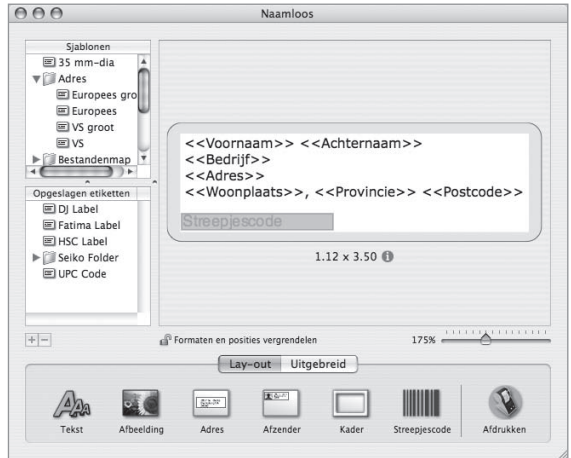 Naamloos
Sjablonen
35 mm-dia
Adres
Europees gro
Europees
VS groot
VS
Bestandenmap
Opgeslagen etiketten
DJ Label
Fatima Label
HSC Label
Seiko Folder
UPC Code
<<Voornaam>> <<Achternaam>>
<<Bedrijf>>
<<Adres>>
<<Woonplaats>>, <<Provincie>> <<Postcode>>
Streepjescode
1.12 x 3.50
Formaten en posities vergrendelen
175%
Lay-out Uitgebreid
Tekst Afbeelding Adres Afzender Kader Streepjescode Afdrukken